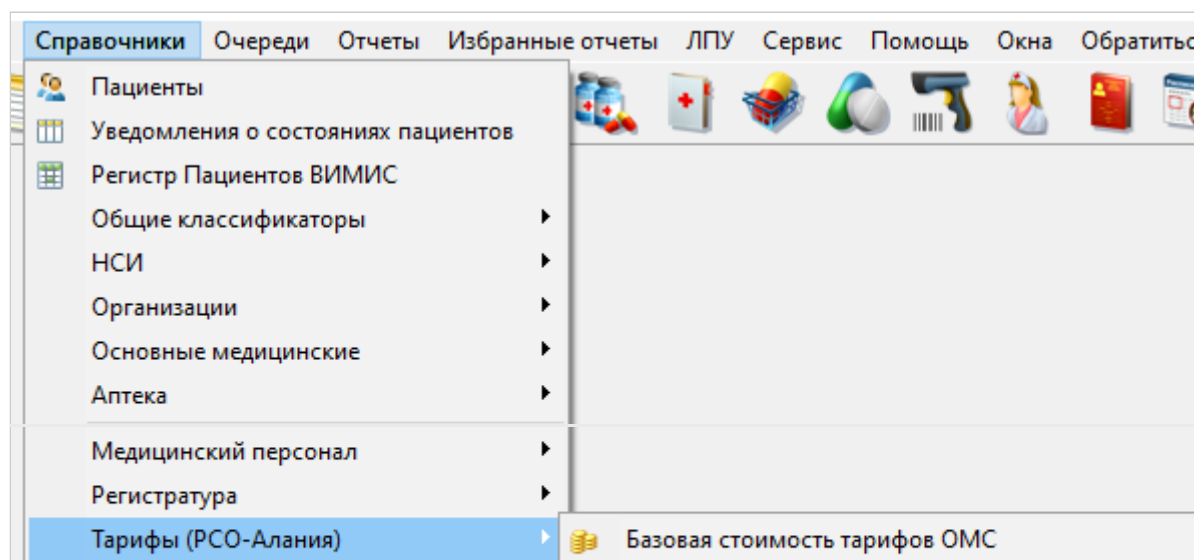 Справочники Очереди Отчеты Избранные отчеты ЛПУ Сервис Помощь Окна Обратитьс
Пациенты
Уведомления о состояниях пациентов
Регистр Пациентов ВИМИС
Общие классификаторы
НСИ
Организации
Основные медицинские
Аптека
Медицинский персонал
Регистратура
Тарифы (РСО-Алания) Базовая стоимость тарифов ОМС